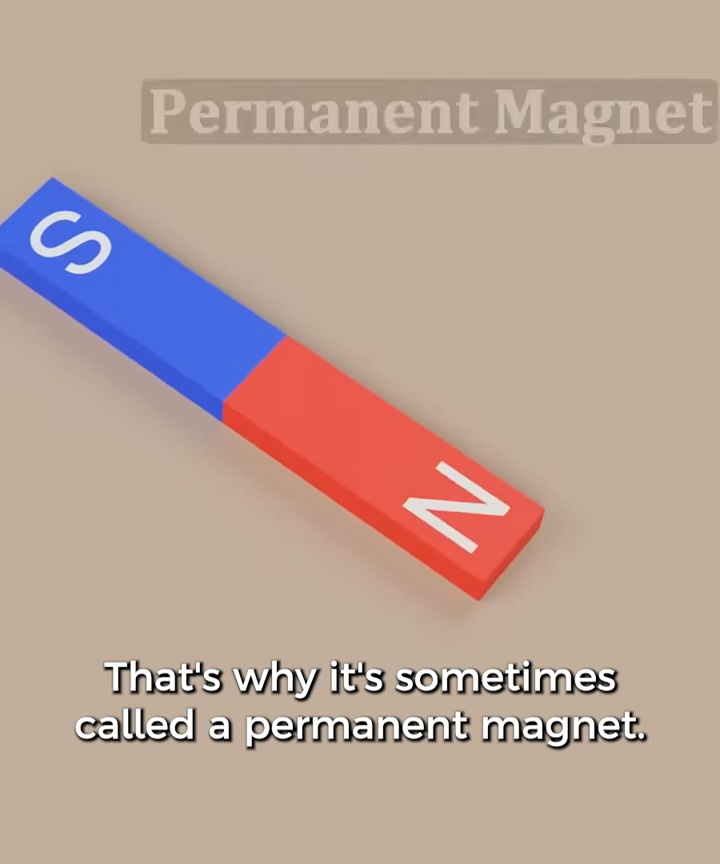 Permanent Magnet
S
N
That's why it's sometimes
called a permanent magnet.